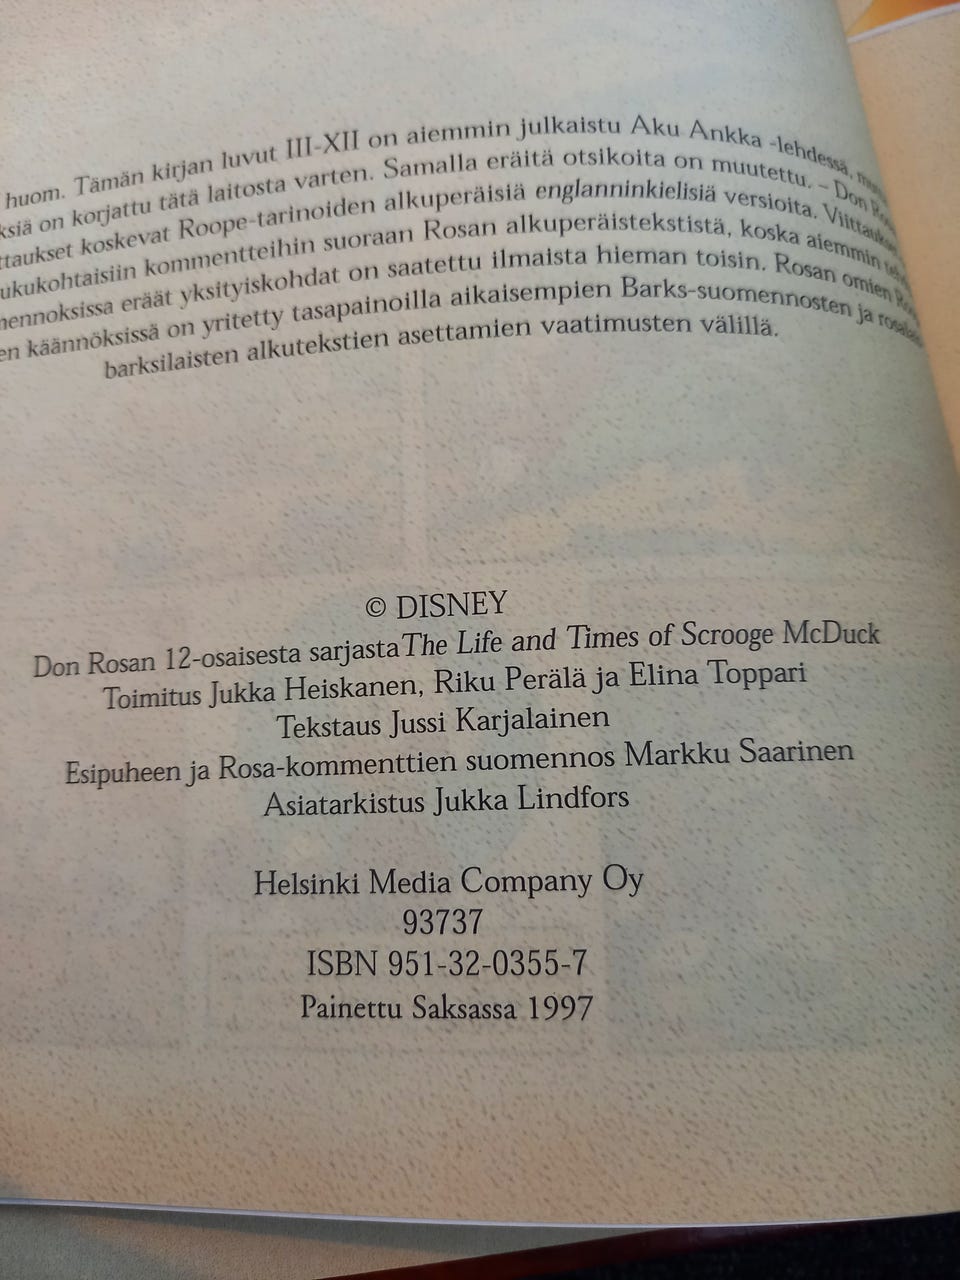 huom. Tämän kirjan luvut III-XII on aiemmin julkaistu Aku Ankka -lehdessä,
on korjattu tätä laitosta varten. Samalla eräitä otsikoita on muutettu. – Don
koskevat Roope-tarinoiden alkuperäisiä englanninkielisiä versioita.
kommentteihin suoraan Rosan alkuperäistekstistä, koska aiemmin
eräät yksityiskohdat on saatettu ilmaista hieman toisin. Rosan omien
käännöksissä on yritetty tasapainoilla aikaisempien Barks-suomennosten ja
barksilaisten alkutekstien asettamien vaatimusten välillä.
© DISNEY
Don Rosan 12-osaisesta sarjasta The Life and Times of Scrooge McDuck
Toimitus Jukka Heiskanen, Riku Perälä ja Elina Toppari
Tekstaus Jussi Karjalainen
Esipuheen ja Rosa-kommenttien suomennos Markku Saarinen
Asiatarkistus Jukka Lindfors
Helsinki Media Company Oy
93737
ISBN 951-32-0355-7
Painettu Saksassa 1997